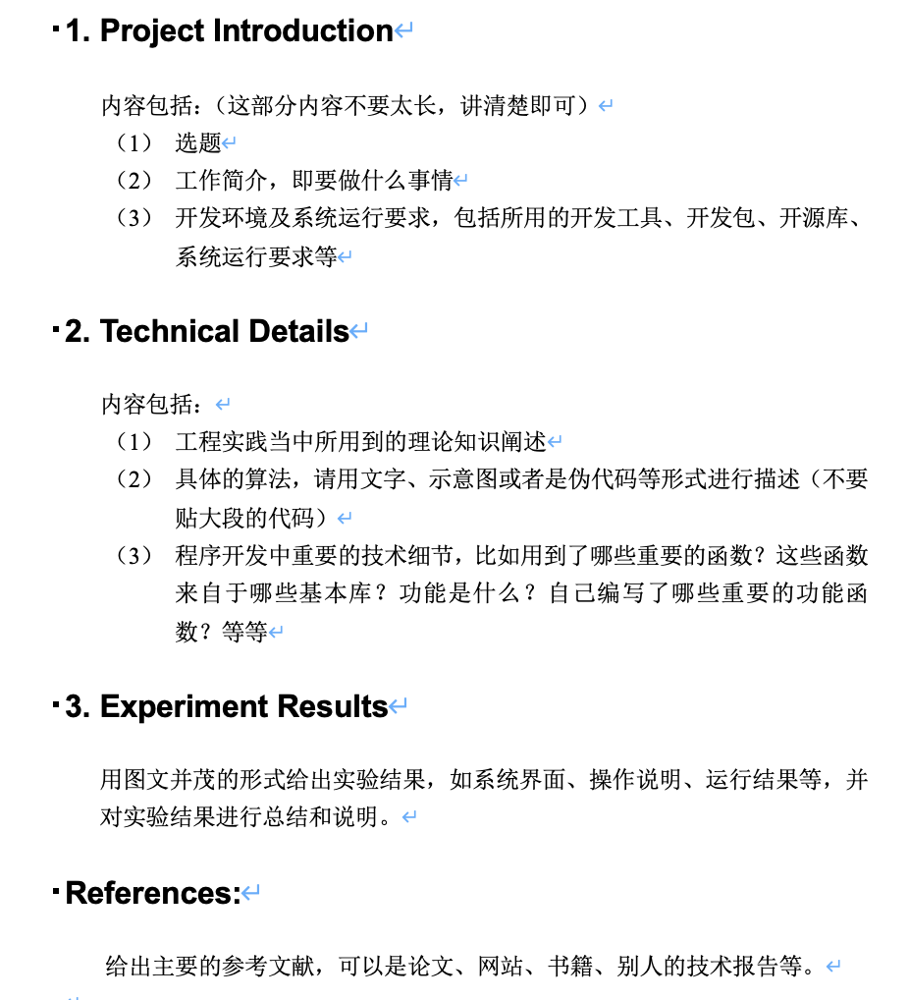 1. Project Introduction
内容包括：（这部分内容不要太长，讲清楚即可）
（1） 选题
（2） 工作简介，即要做什么事情
（3） 开发环境及系统运行要求，包括所用的开发工具、开发包、开源库、
系统运行要求等
2. Technical Details
内容包括：
（1） 工程实践当中所用到的理论知识阐述
（2） 具体的算法，请用文字、示意图或者是伪代码等形式进行描述（不要
贴大段的代码）
（3） 程序开发中重要的技术细节，比如用到了哪些重要的函数？这些函数
来自于哪些基本库？功能是什么？自己编写了哪些重要的功能函
数？等等
3. Experiment Results
用图文并茂的形式给出实验结果，如系统界面、操作说明、运行结果等，并
对实验结果进行总结和说明。
References:
给出主要的参考文献，可以是论文、网站、书籍、别人的技术报告等。